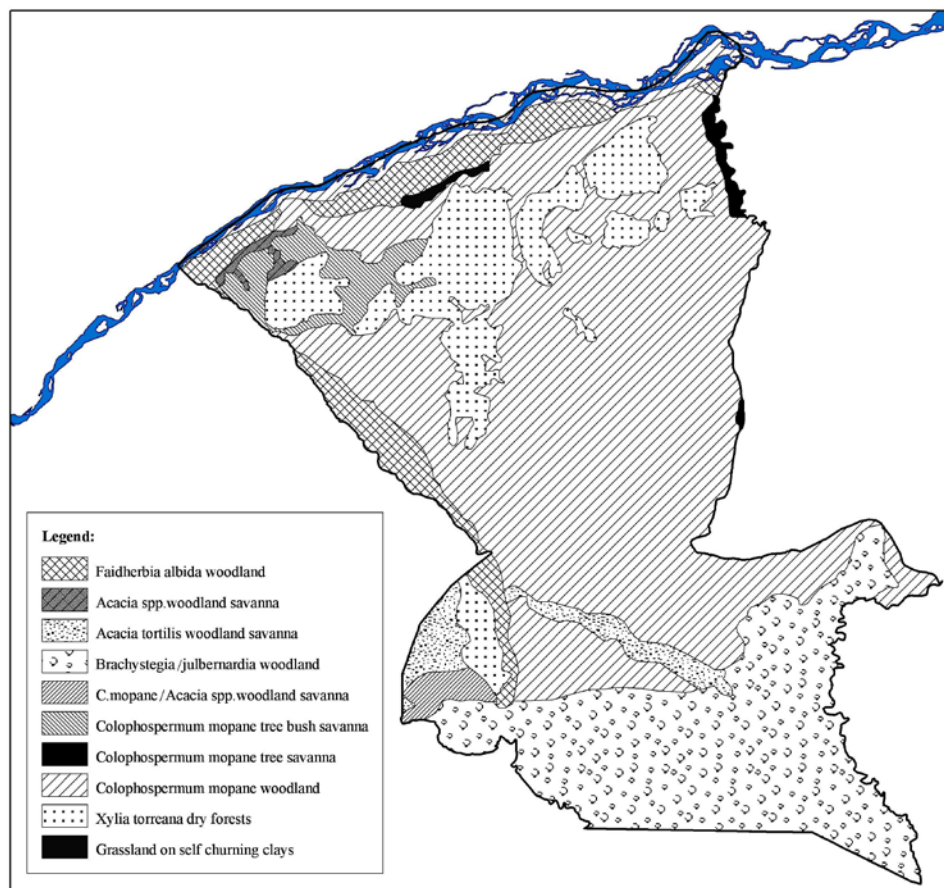 Legend:
Faidherbia albida woodland
Acacia spp.woodland savanna
Acacia tortilis woodland savanna
Brachystegia/julbernardia woodland
C.mopane/Acacia spp.woodland savanna
Colophospermum mopane tree bush savanna
Colophospermum mopane tree savanna
Colophospermum mopane woodland
Xylia torreana dry forests
Grassland on self churning clays